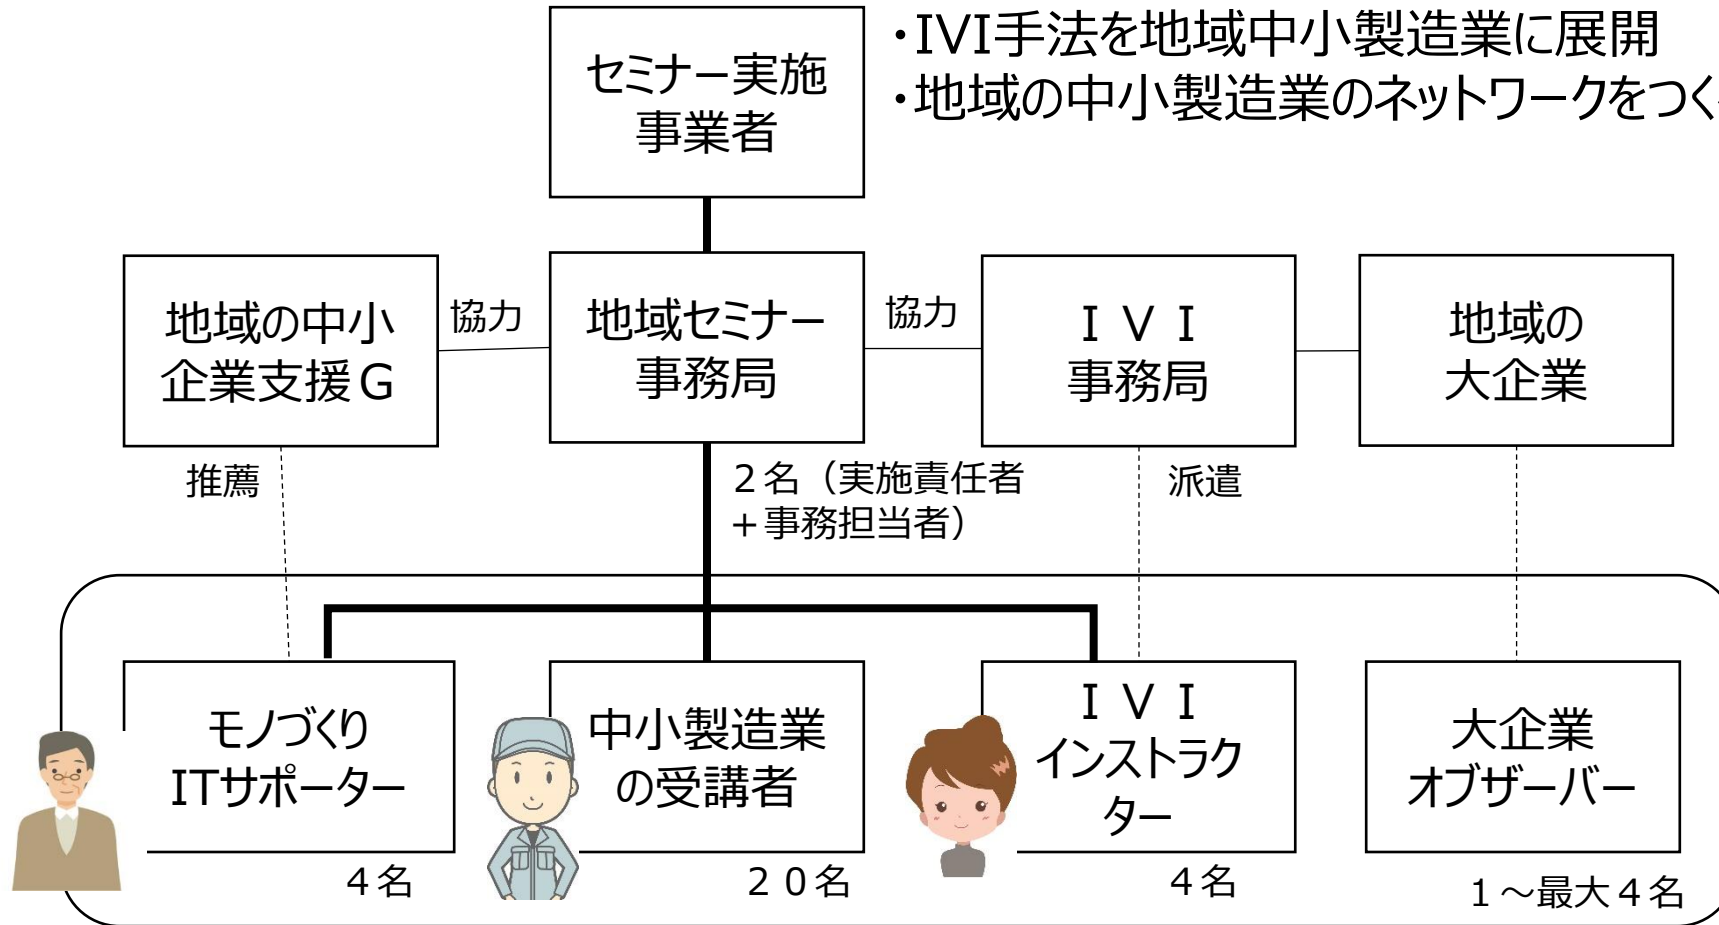 ・IVI手法を地域中小製造業に展開
・地域の中小製造業のネットワークをつく
セミナー実施
事業者
地域の中小
企業支援G
協力
地域セミナー
事務局
協力
IVI
事務局
地域の
大企業
推薦
2名（実施責任者
+事務担当者）
派遣
モノづくり
ITサポーター
4名
中小製造業
の受講者
20名
IVI
インストラク
ター
4名
大企業
オブザーバー
1～最大4名